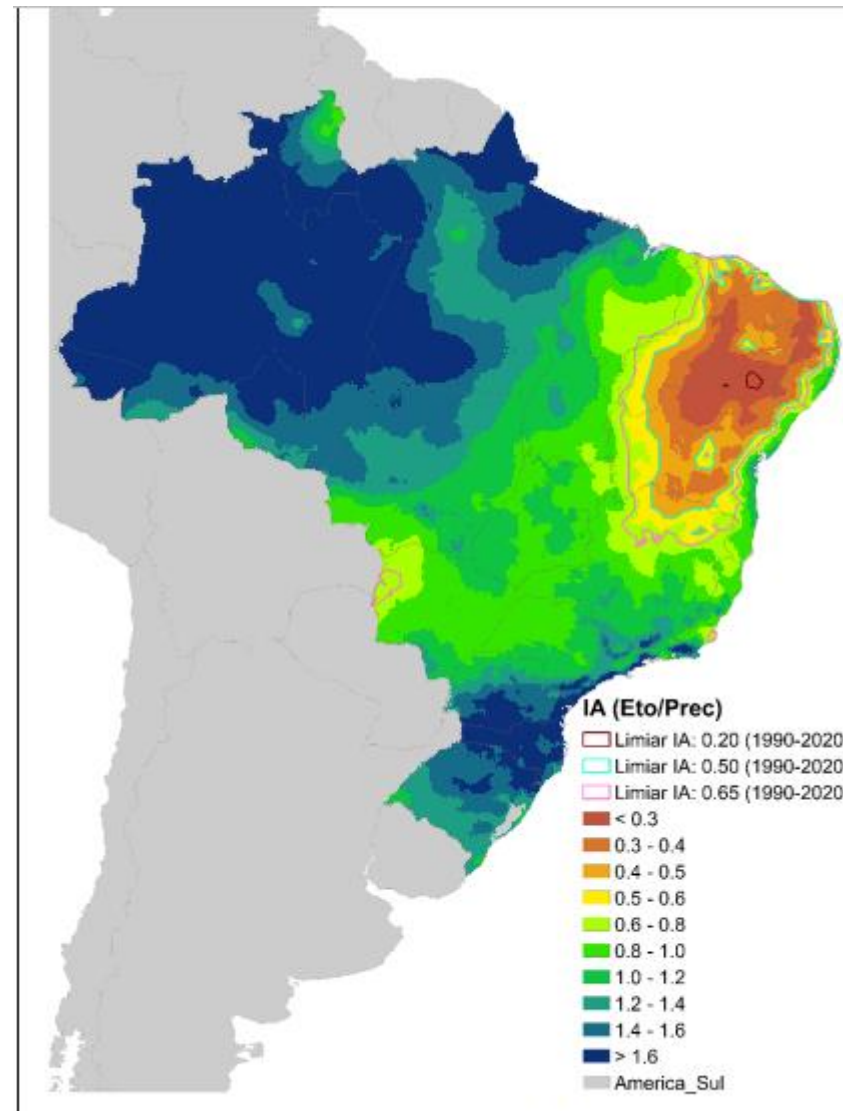 IA (Eto/Prec)
Limiar IA: 0.20 (1990-2020
Limiar IA: 0.50 (1990-2020
Limiar IA: 0.65 (1990-2020
< 0.3
0.3 - 0.4
0.4 - 0.5
0.5 - 0.6
0.6 - 0.8
0.8 - 1.0
1.0 - 1.2
1.2 - 1.4
1.4 - 1.6
> 1.6
America_Sul